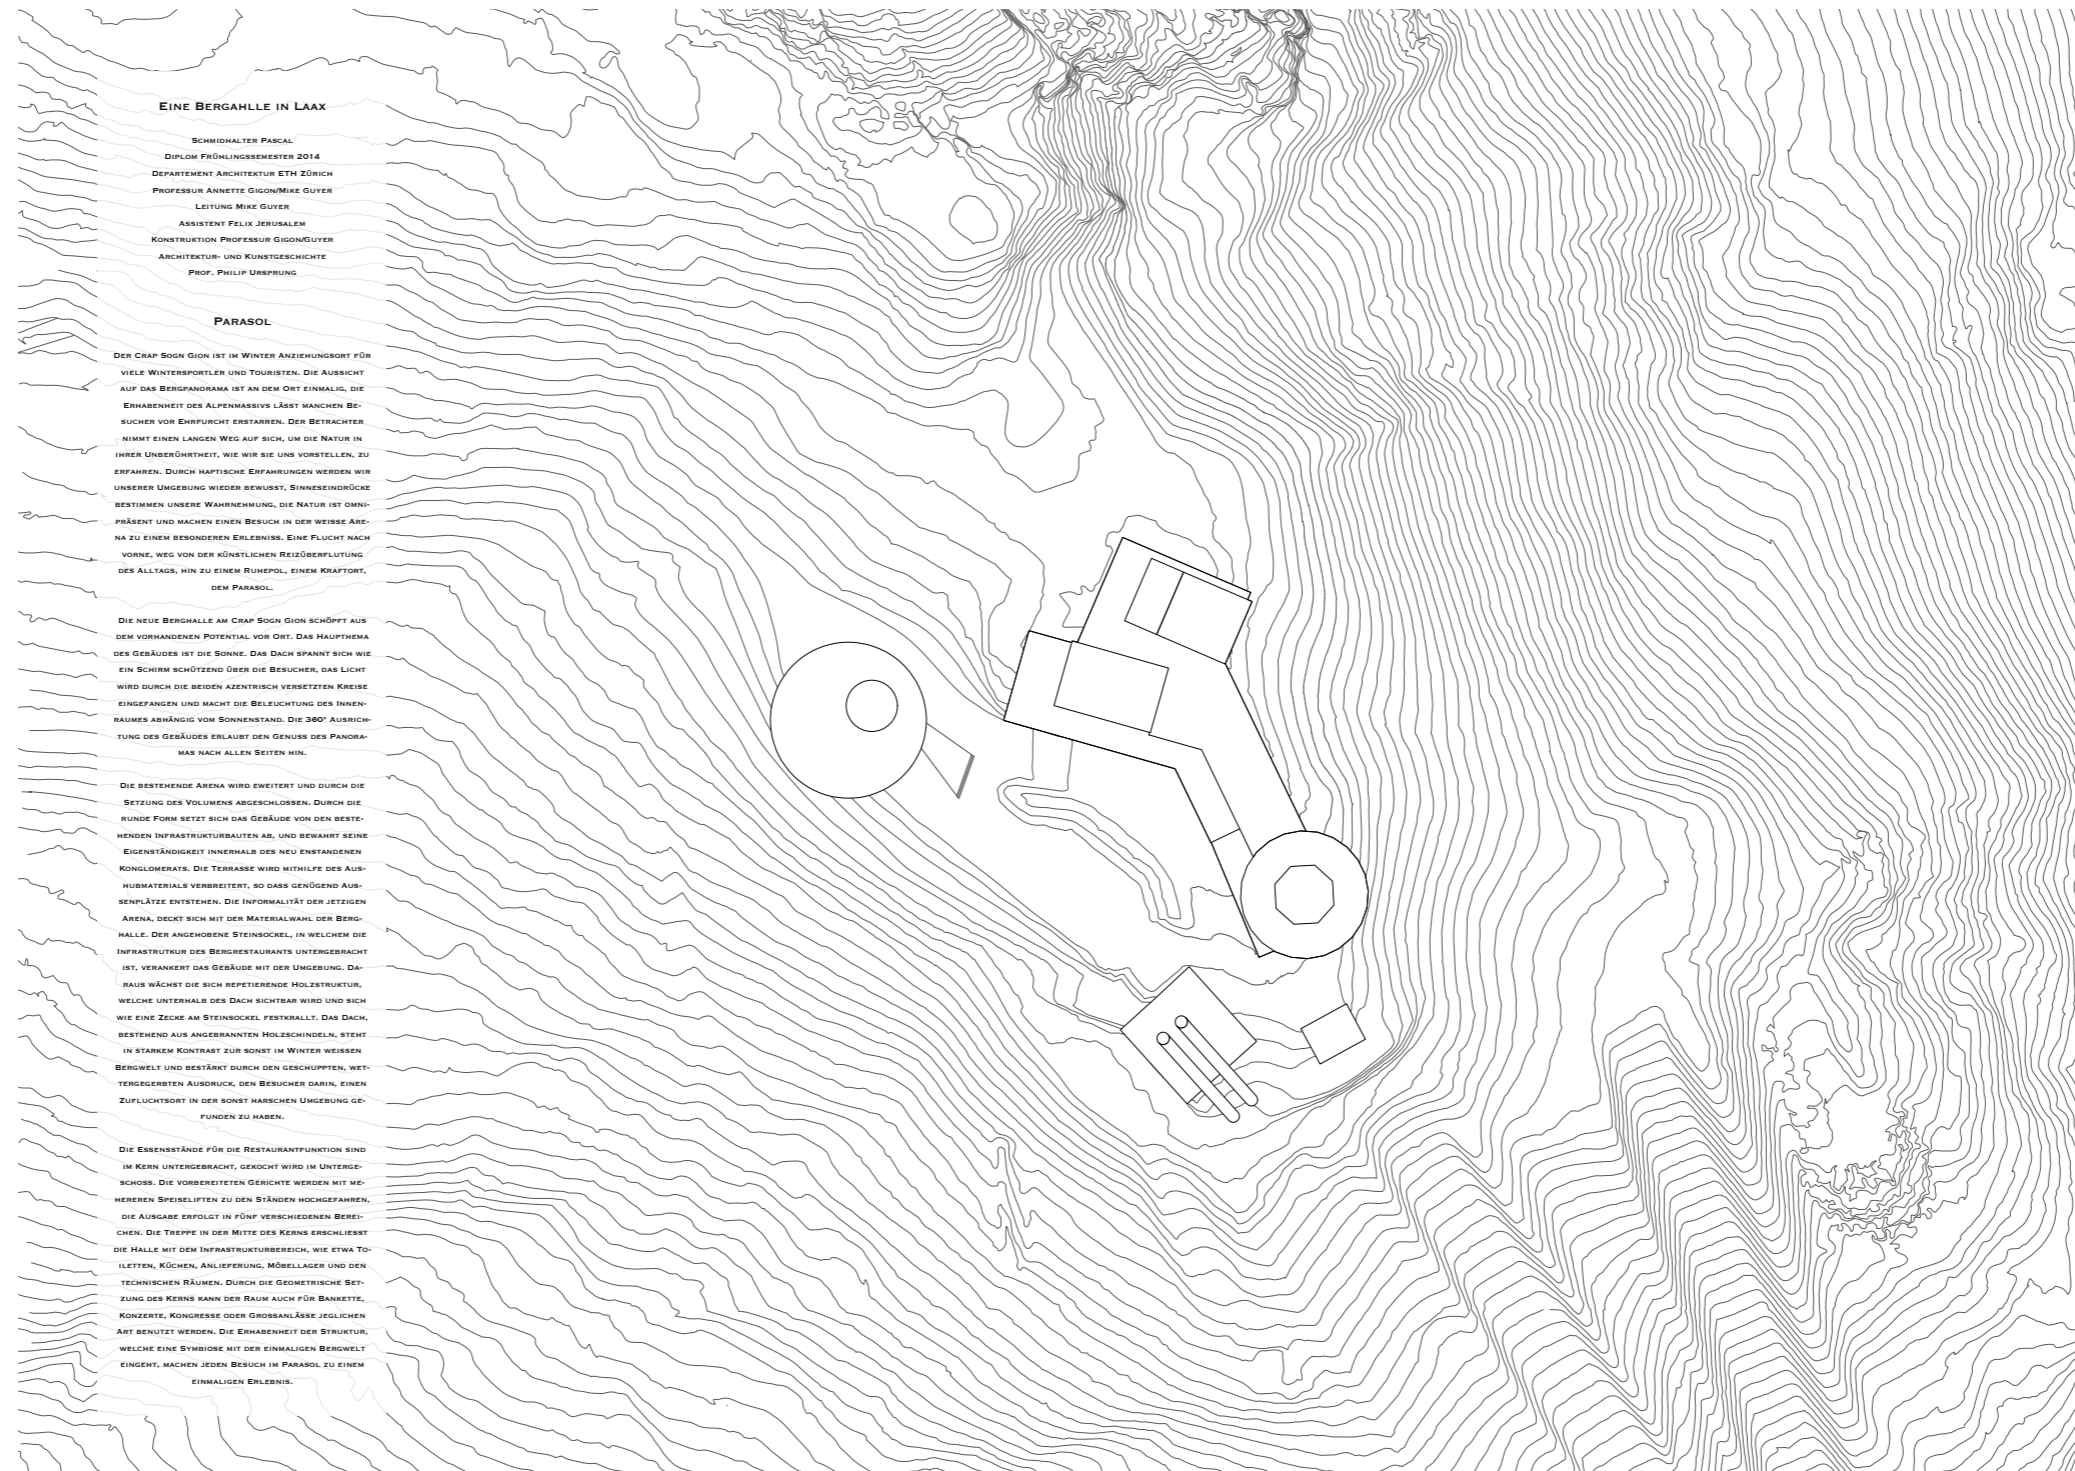 Eine Bergahlle in Laax
Schmidhalter Pascal
Diplom Frühlingssemester 2014
Departement Architektur ETH Zürich
Professur Annette Gigon/Mike Guyer
Leitung Mike Guyer
Assistent Felix Jerusalem
Konstruktion Professur Gigon/Guyer
Architektur- und Kunstgeschichte
Prof. Philip Ursprung
Parasol
Der Crap Sogn Gion ist im Winter Anziehungsort für
viele Wintersportler und Touristen. Die Aussicht
auf das Bergpanorama ist an dem Ort einmalig, die
Erhabenheit des Alpenmassivs lässt manchen Be-
sucher vor Ehrfurcht erstarren. Der Betrachter
nimmt einen langen Weg auf sich, um die Natur in
ihrer Unberührtheit, wie wir sie uns vorstellen, zu
erfahren. Durch haptische Erfahrungen werden wir
unserer Umgebung wieder bewusst, Sinneseindrücke
bestimmen unsere Wahrnehmung, die Natur ist omni-
präsent und machen einen Besuch in der weisse Are-
na zu einem besonderen Erlebniss. Eine Flucht nach
vorne, weg von der künstlichen Reizüberflutung
des Alltags, hin zu einem Ruhepol, einem Kraftort,
dem Parasol.
Die neue Berghalle am Crap Sogn Gion schöpft aus
dem vorhandenen Potential vor Ort. Das Hauptthema
des Gebäudes ist die Sonne. Das Dach spannt sich wie
ein Schirm schützend über die Besucher, das Licht
wird durch die beiden azentrisch versetzten Kreise
eingefangen und macht die Beleuchtung des Innen-
raumes abhängig vom Sonnenstand. Die 360° Ausrich-
tung des Gebäudes erlaubt den Genuss des Panora-
mas nach allen Seiten hin.
Die bestehende Arena wird eweitert und durch die
Setzung des Volumens abgeschlossen. Durch die
runde Form setzt sich das Gebäude von den beste-
henden Infrastrukturbauten ab, und bewahrt seine
Eigenständigkeit innerhalb des neu enstandenen
Konglomerats. Die Terrasse wird mithilfe des Aus-
hubmaterials verbreitert, so dass genügend Aus-
senplätze entstehen. Die Informalität der jetzigen
Arena, deckt sich mit der Materialwahl der Berg-
halle. Der angehobene Steinsockel, in welchem die
Infrastrutkur des Bergrestaurants untergebracht
ist, verankert das Gebäude mit der Umgebung. Da-
raus wächst die sich repetierende Holzstruktur,
welche unterhalb des Dach sichtbar wird und sich
wie eine Zecke am Steinsockel festkrallt. Das Dach,
bestehend aus angebrannten Holzschindeln, steht
in starkem Kontrast zur sonst im Winter weissen
Bergwelt und bestärkt durch den geschuppten, wet-
tergegerbten Ausdruck, den Besucher darin, einen
Zufluchtsort in der sonst harschen Umgebung ge-
funden zu haben.
Die Essensstände für die Restaurantfunktion sind
im Kern untergebracht, gekocht wird im Unterge-
schoss. Die vorbereiteten Gerichte werden mit me-
hereren Speiseliften zu den Ständen hochgefahren,
die Ausgabe erfolgt in fünf verschiedenen Berei-
chen. Die Treppe in der Mitte des Kerns erschliesst
die Halle mit dem Infrastrukturbereich, wie etwa To-
iletten, Küchen, Anlieferung, Möbellager und den
technischen Räumen. Durch die Geometrische Set-
zung des Kerns kann der Raum auch für Bankette,
Konzerte, Kongresse oder Grossanlässe jeglichen
Art benutzt werden. Die Erhabenheit der Struktur,
welche eine Symbiose mit der einmaligen Bergwelt
eingeht, machen jeden Besuch im Parasol zu einem
einmaligen Erlebnis.